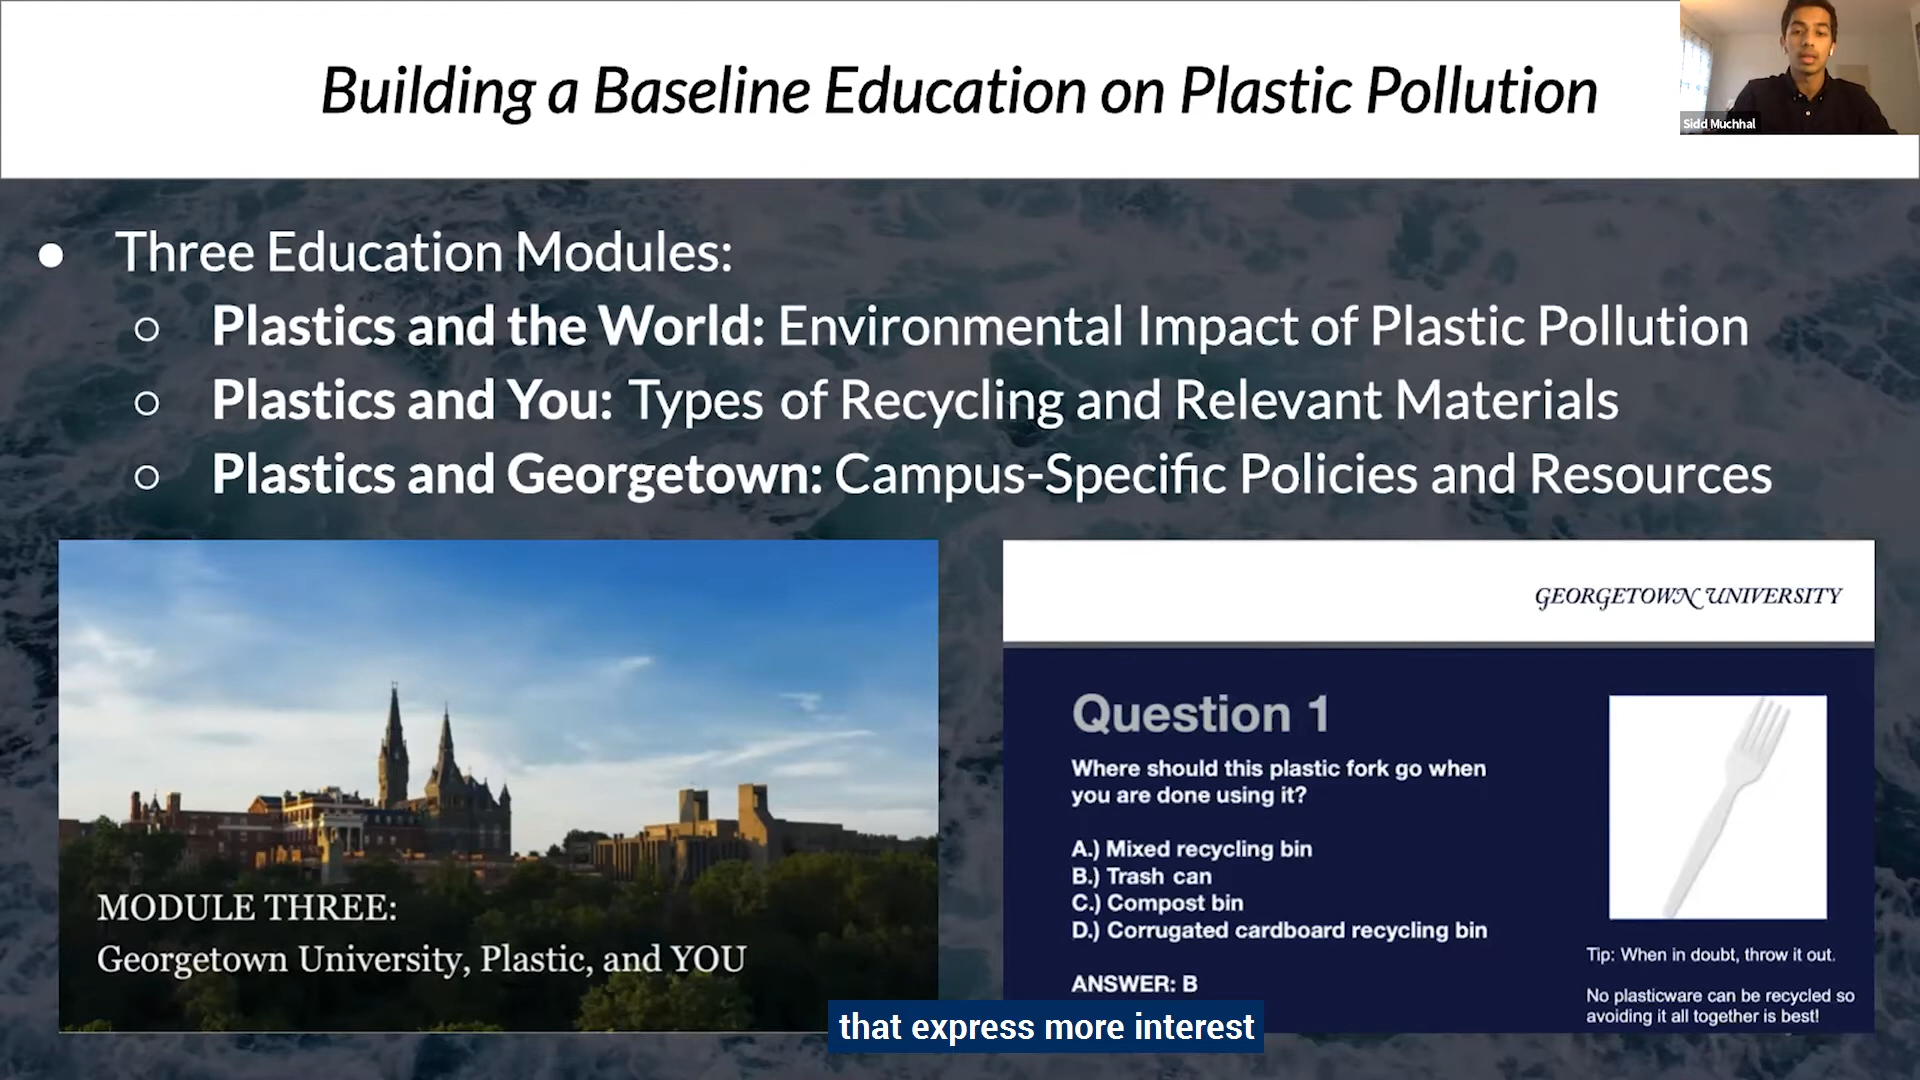 Building a Baseline Education on Plastic Pollution
Sidd Muchhal
● Three Education Modules:
○ Plastics and the World: Environmental Impact of Plastic Pollution
○ Plastics and You: Types of Recycling and Relevant Materials
○ Plastics and Georgetown: Campus-Specific Policies and Resources
MODULE THREE:
Georgetown University, Plastic, and YOU
GEORGETOWN UNIVERSITY
Question 1
Where should this plastic fork go when
you are done using it?
A.) Mixed recycling bin
B.) Trash can
C.) Compost bin
D.) Corrugated cardboard recycling bin
ANSWER: B
Tip: When in doubt, throw it out.
No plasticware can be recycled so
avoiding it all together is best!
that express more interest